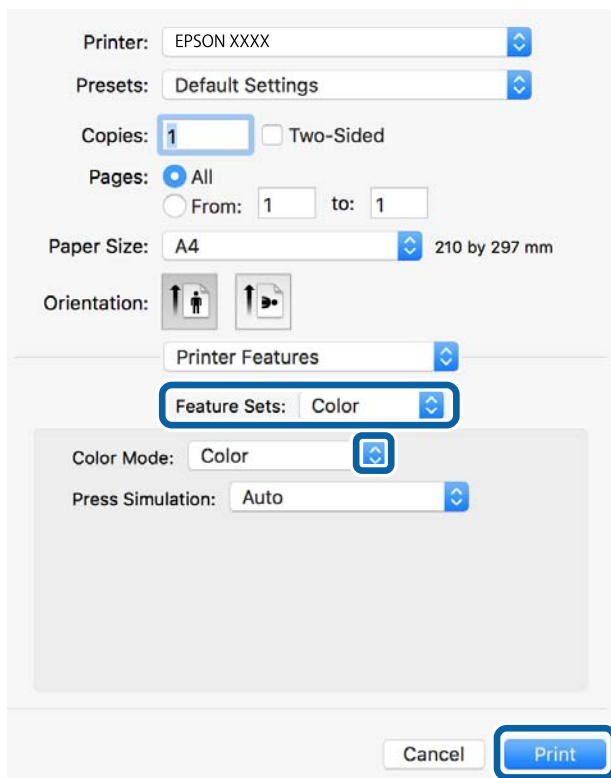 Printer: EPSON XXXX
Presets: Default Settings
Copies: 1 Two-Sided
Pages: All
From: 1 to: 1
Paper Size: A4 210 by 297 mm
Orientation:
Printer Features
Feature Sets: Color
Color Mode: Color
Press Simulation: Auto
Cancel Print